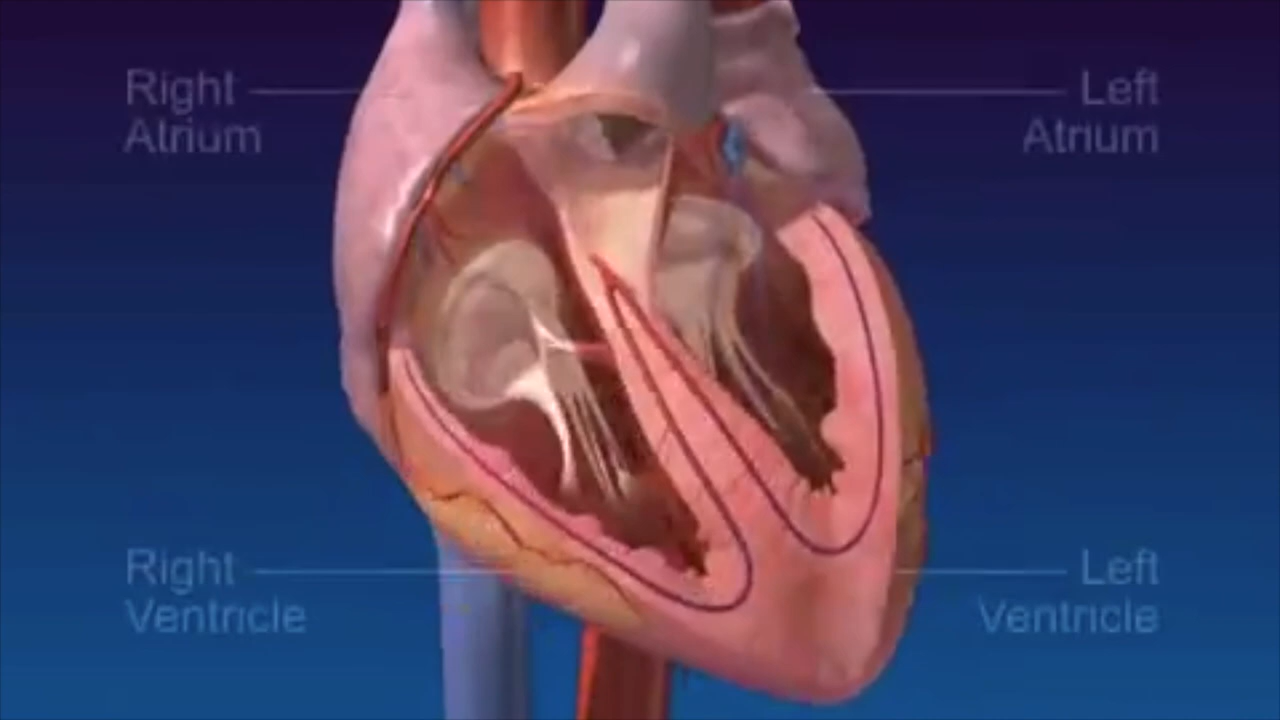 Right
Atrium
Left
Atrium
Right
Ventricle
Left
Ventricle